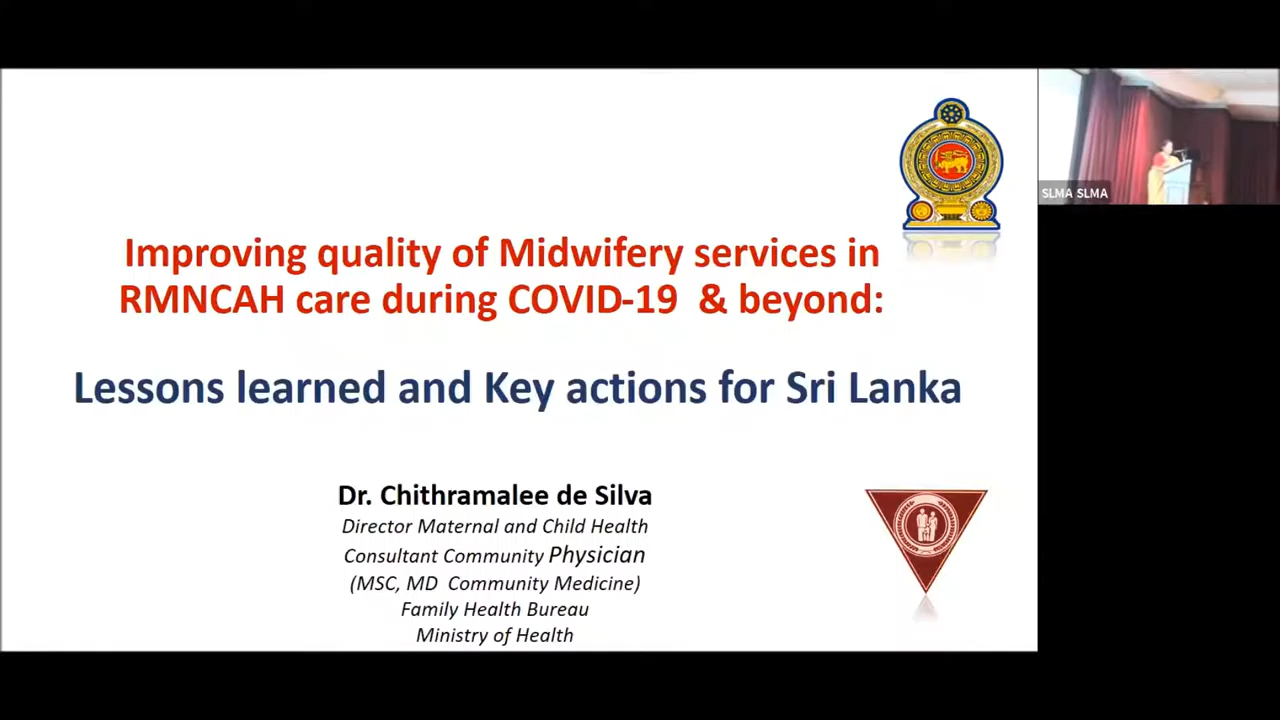 Improving quality of Midwifery services in
RMNCAH care during COVID-19 & beyond:
Lessons learned and Key actions for Sri Lanka
Dr. Chithramalee de Silva
Director Maternal and Child Health
Consultant Community Physician
(MSC, MD Community Medicine)
Family Health Bureau
Ministry of Health
SLMA SLMA